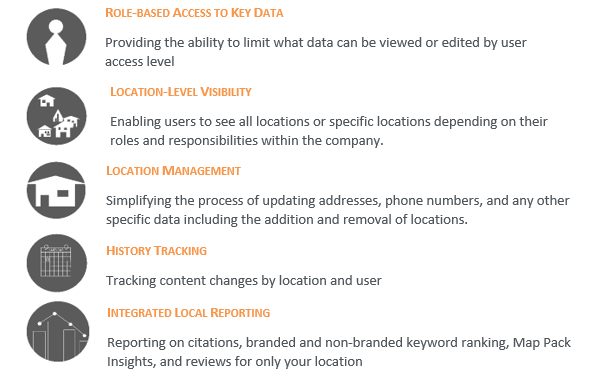 ROLE-BASED ACCESS TO KEY DATA
Providing the ability to limit what data can be viewed or edited by user
access level
LOCATION-LEVEL VISIBILITY
Enabling users to see all locations or specific locations depending on their
roles and responsibilities within the company.
LOCATION MANAGEMENT
Simplifying the process of updating addresses, phone numbers, and any other
specific data including the addition and removal of locations.
HISTORY TRACKING
Tracking content changes by location and user
INTEGRATED LOCAL REPORTING
Reporting on citations, branded and non-branded keyword ranking, Map Pack
Insights, and reviews for only your location